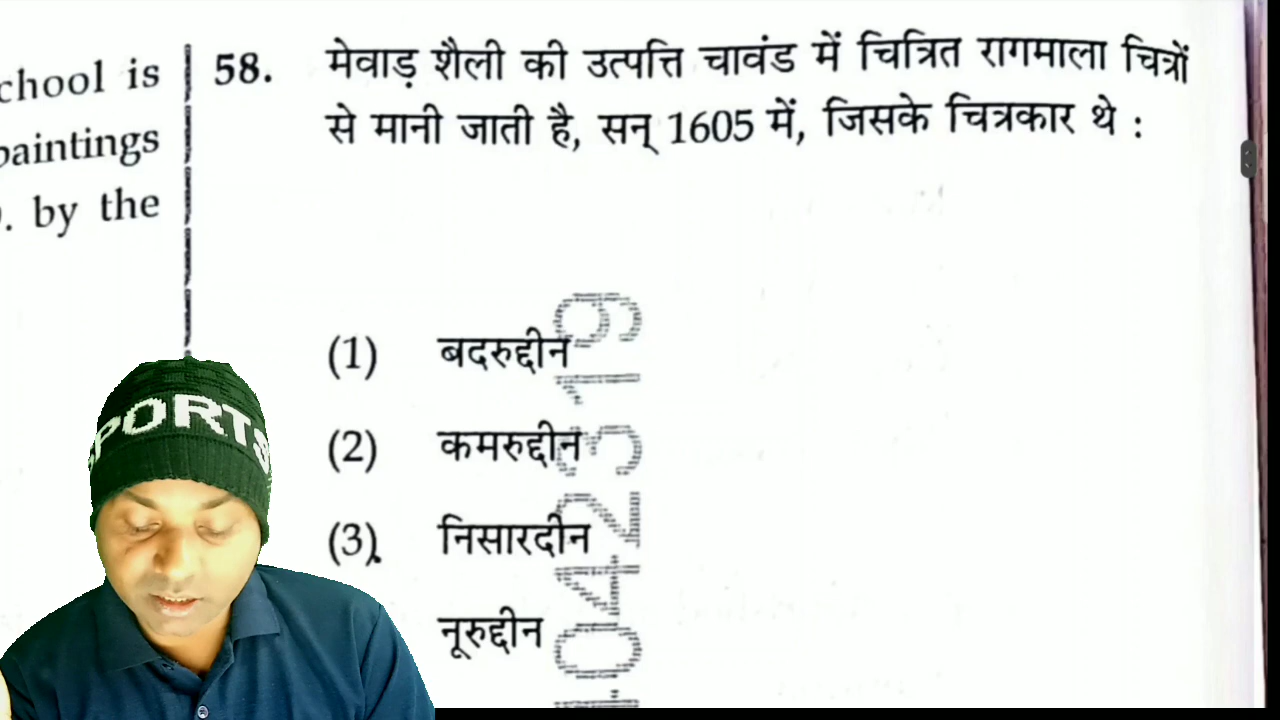 chool is
paintings
. by the
58. मेवाड़ शैली की उत्पत्ति चावंड में चित्रित रागमाला चित्रों
से मानी जाती है, सन् 1605 में, जिसके चित्रकार थे :
(1) बदरुद्दीन
(2) कमरुद्दीन
(3). निसारदीन
नूरुद्दीन
PORTS